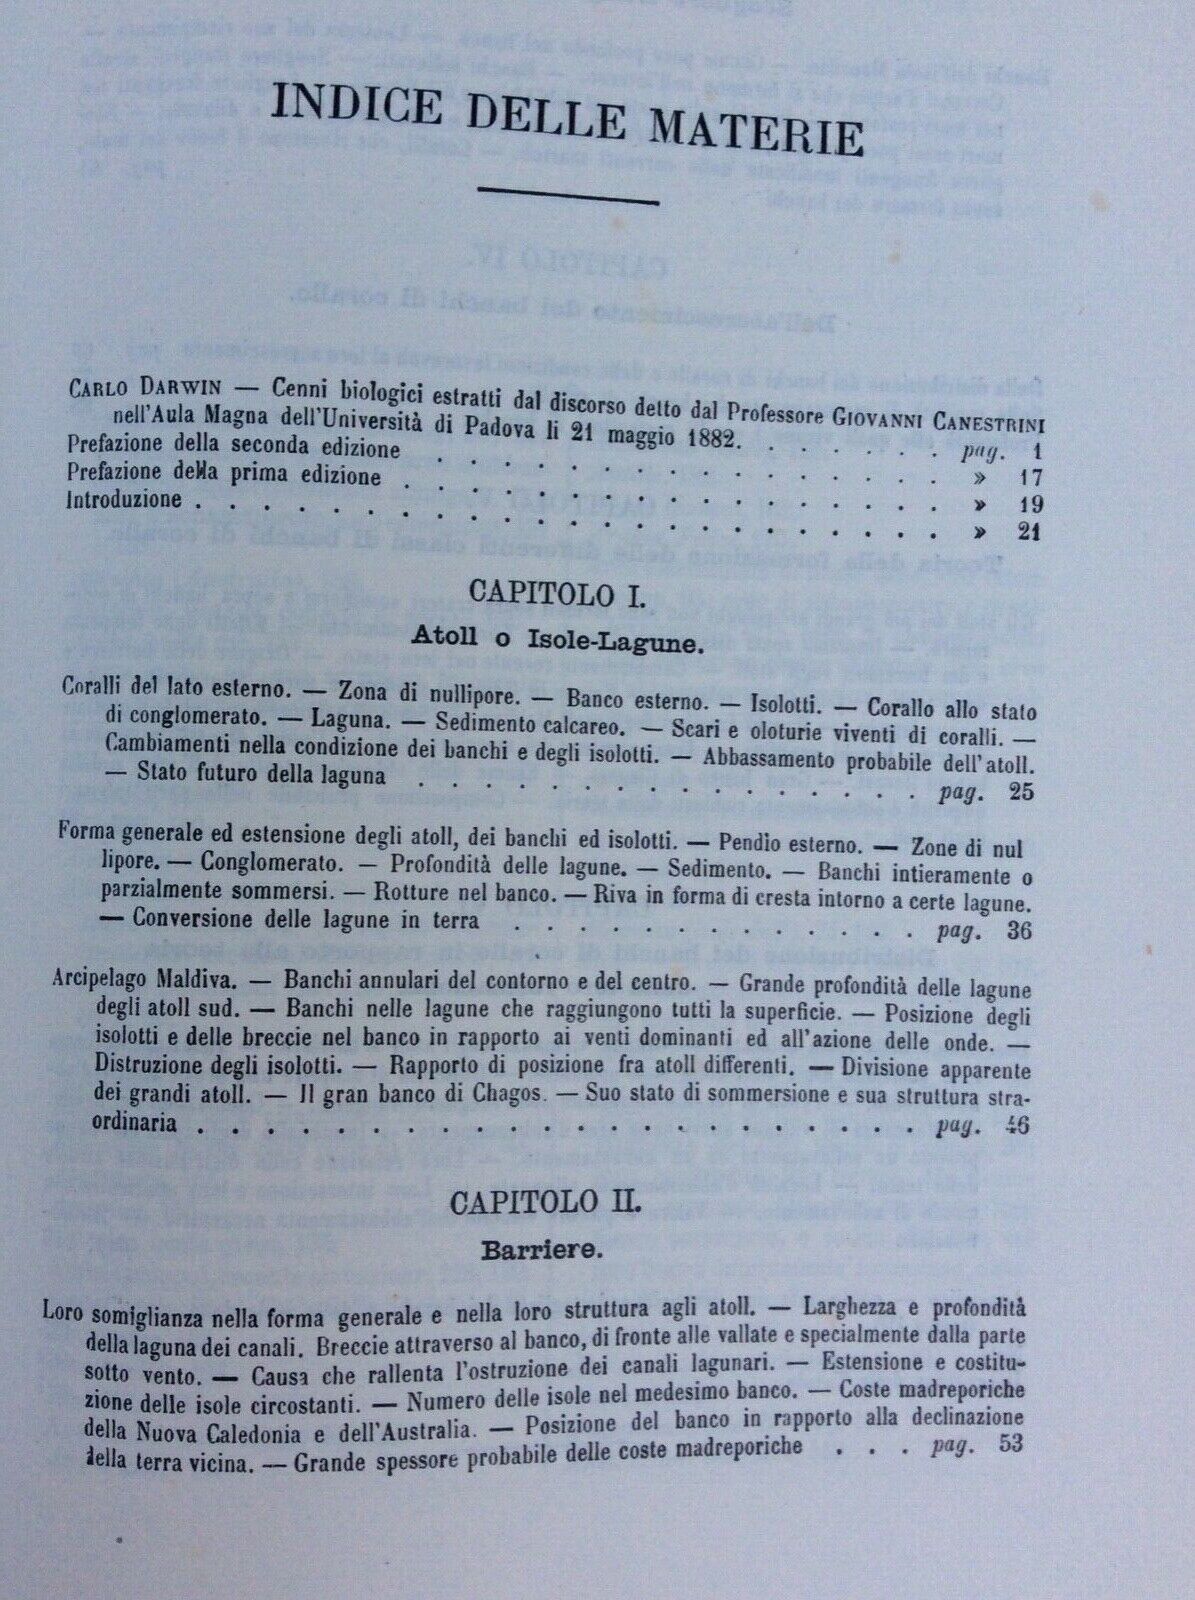 INDICE DELLE MATERIE
CARLO DARWIN — Cenni biologici estratti dal discorso detto dal Professore GIOVANNI CANESTRINI
nell'Aula Magna dell'Università di Padova li 21 maggio 1882. . . . . . . pag. 1
Prefazione della seconda edizione . . . . . . . . . . . . . . » 17
Prefazione della prima edizione . . . . . . . . . . . . . . » 19
Introduzione . . . . . . . . . . . . . . . . . . . . . » 21
CAPITOLO I.
Atoll o Isole-Lagune.
Coralli del lato esterno. — Zona di nullipore. — Banco esterno. — Isolotti. — Corallo allo stato
di conglomerato. — Laguna. — Sedimento calcareo. — Scari e oloturie viventi di coralli. —
Cambiamenti nella condizione dei banchi e degli isolotti. — Abbassamento probabile dell'atoll.
— Stato futuro della laguna . . . . . . . . . . . . . . . pag. 25
Forma generale ed estensione degli atoll, dei banchi ed isolotti. — Pendìo esterno. — Zone di nul
lipore. — Conglomerato. — Profondità delle lagune. — Sedimento. — Banchi intieramente o
parzialmente sommersi. — Rotture nel banco. — Riva in forma di cresta intorno a certe lagune.
— Conversione delle lagune in terra . . . . . . . . . . . . pag. 36
Arcipelago Maldiva. — Banchi annulari del contorno e del centro. — Grande profondità delle lagune
degli atoll sud. — Banchi nelle lagune che raggiungono tutti la superficie. — Posizione degli
isolotti e delle breccie nel banco in rapporto ai venti dominanti ed all'azione delle onde. —
Distruzione degli isolotti. — Rapporto di posizione fra atoll differenti. — Divisione apparente
dei grandi atoll. — Il gran banco di Chagos. — Suo stato di sommersione e sua struttura stra-
ordinaria . . . . . . . . . . . . . . . . . . . . . pag. 46
CAPITOLO II.
Barriere.
Loro somiglianza nella forma generale e nella loro struttura agli atoll. — Larghezza e profondità
della laguna dei canali. Breccie attraverso al banco, di fronte alle vallate e specialmente dalla parte
sotto vento. — Causa che rallenta l'ostruzione dei canali lagunari. — Estensione e costitu-
zione delle isole circostanti. — Numero delle isole nel medesimo banco. — Coste madreporiche
della Nuova Caledonia e dell'Australia. — Posizione del banco in rapporto alla declinazione
della terra vicina. — Grande spessore probabile delle coste madreporiche . . . pag. 53